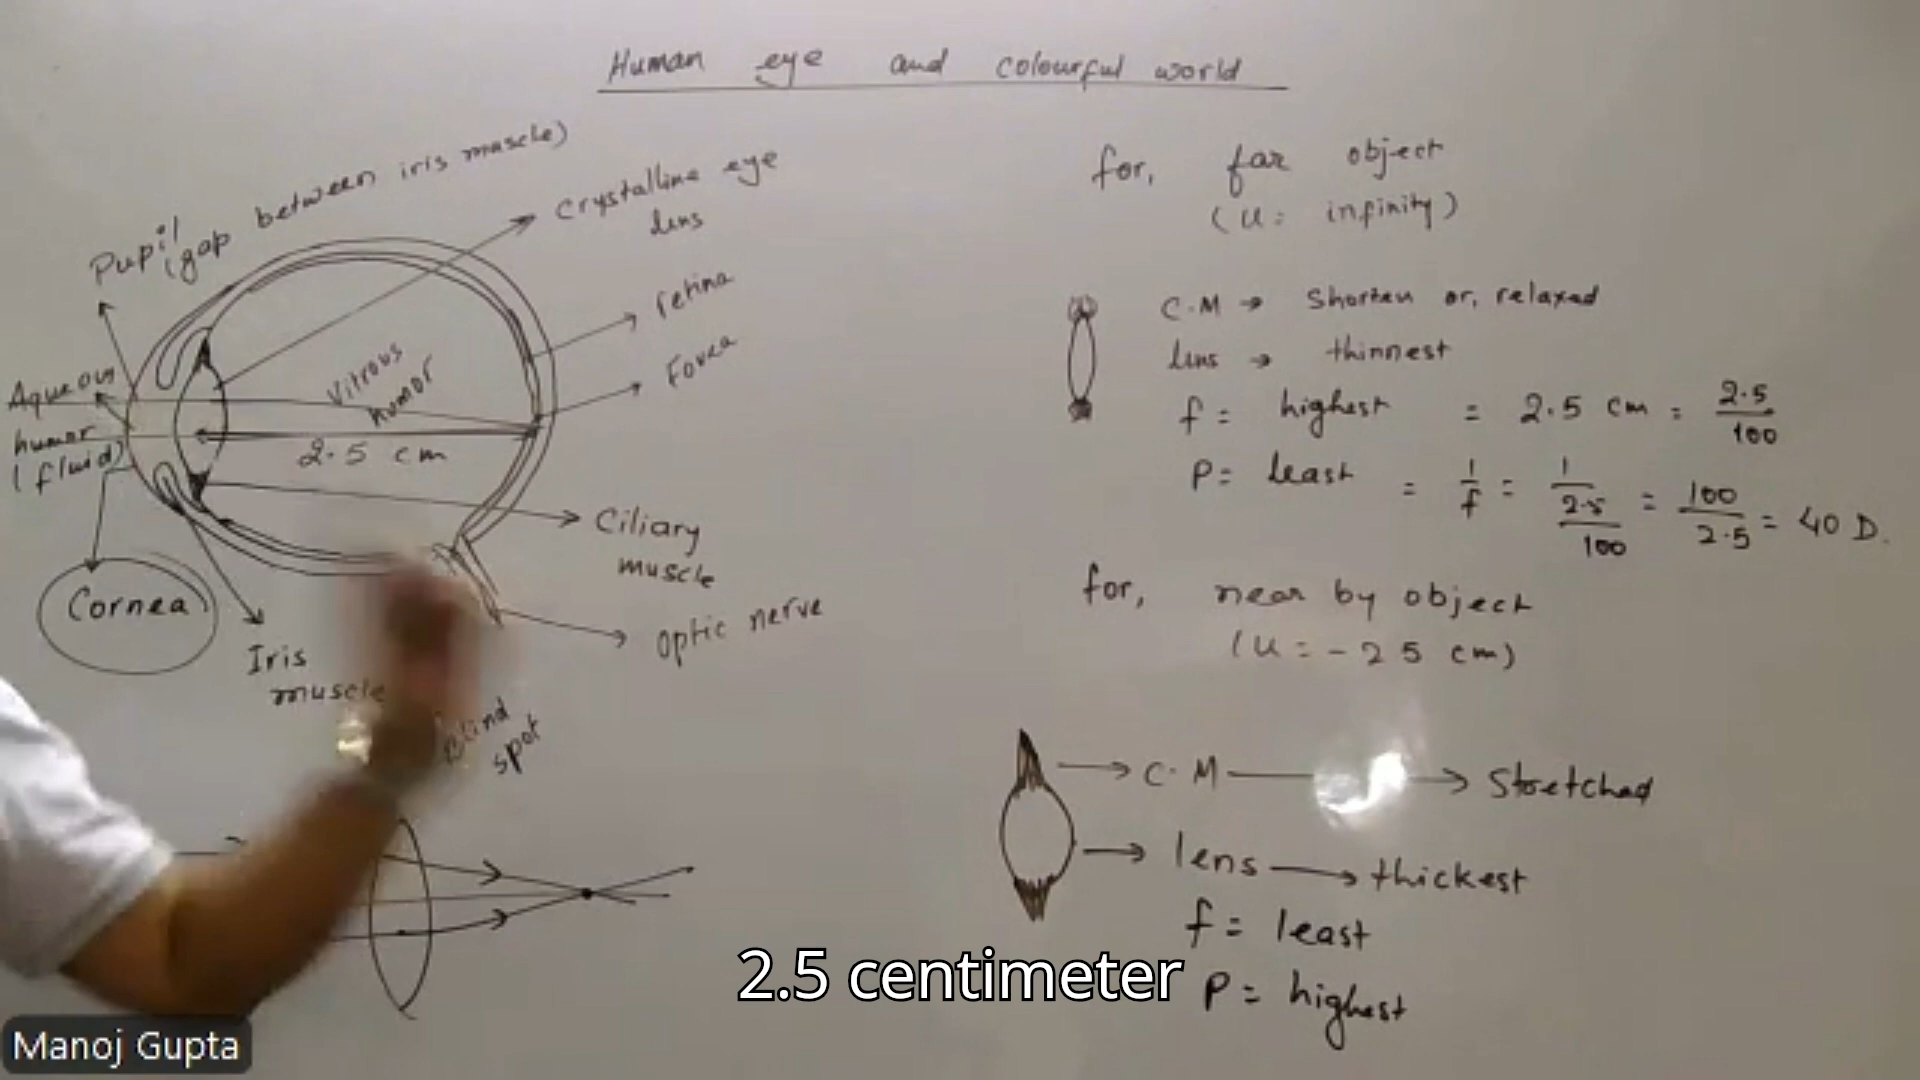 Human eye and colourful world
Pupil
(gap between iris muscle)
Crystalline eye
lens
retina
Fovea
Aqueous
humor
(fluid)
Vitrous
humor
2.5 cm
Ciliary
muscle
Cornea
Optic nerve
Iris
muscle
Blind
spot
for, far object
(u = infinity)
C.M → Shorten or, relaxed
lens → thinnest
f = highest = 2.5 cm = 2.5/100
P = least = 1/f = 1/(2.5/100) = 100/2.5 = 40 D.
for, near by object
(u = - 25 cm)
→ C.M → Stretched
→ lens → thickest
f = least
P = highest
2.5 centimeter
Manoj Gupta